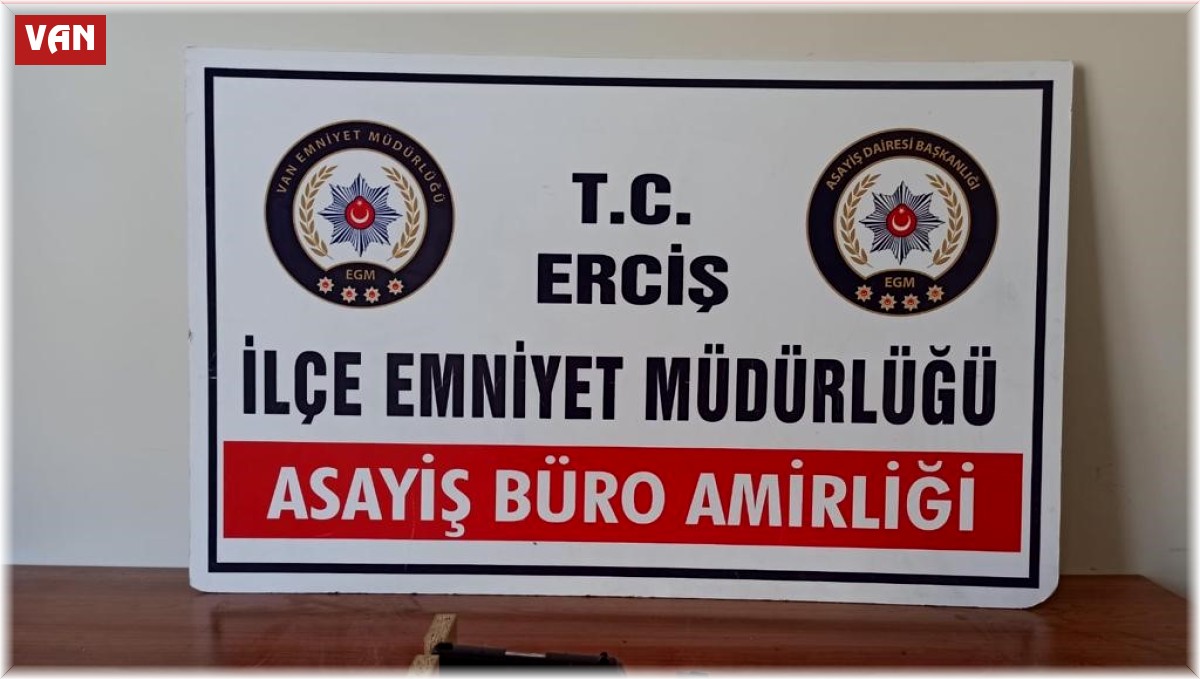 VAN
VAN EMNİYET MÜDÜRLÜĞÜ
EGM
ASAYİŞ DAİRESİ BAŞKANLIĞI
EGM
T.C.
ERCİŞ
İLÇE EMNİYET MÜDÜRLÜĞÜ
ASAYİŞ BÜRO AMİRLİĞİ